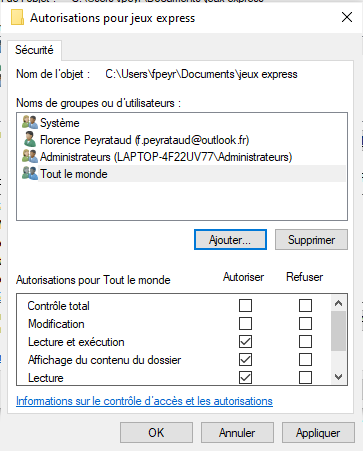 Autorisations pour jeux express
Sécurité
Nom de l'objet : C:\Users\fpeyr\Documents\jeux express
Noms de groupes ou d'utilisateurs :
Système
Florence Peyrataud (f.peyrataud@outlook.fr)
Administrateurs (LAPTOP-4F22UV77\Administrateurs)
Tout le monde
Ajouter...
Supprimer
Autorisations pour Tout le monde Autoriser Refuser
Contrôle total
Modification
Lecture et exécution
Affichage du contenu du dossier
Lecture
Informations sur le contrôle d'accès et les autorisations
OK
Annuler
Appliquer